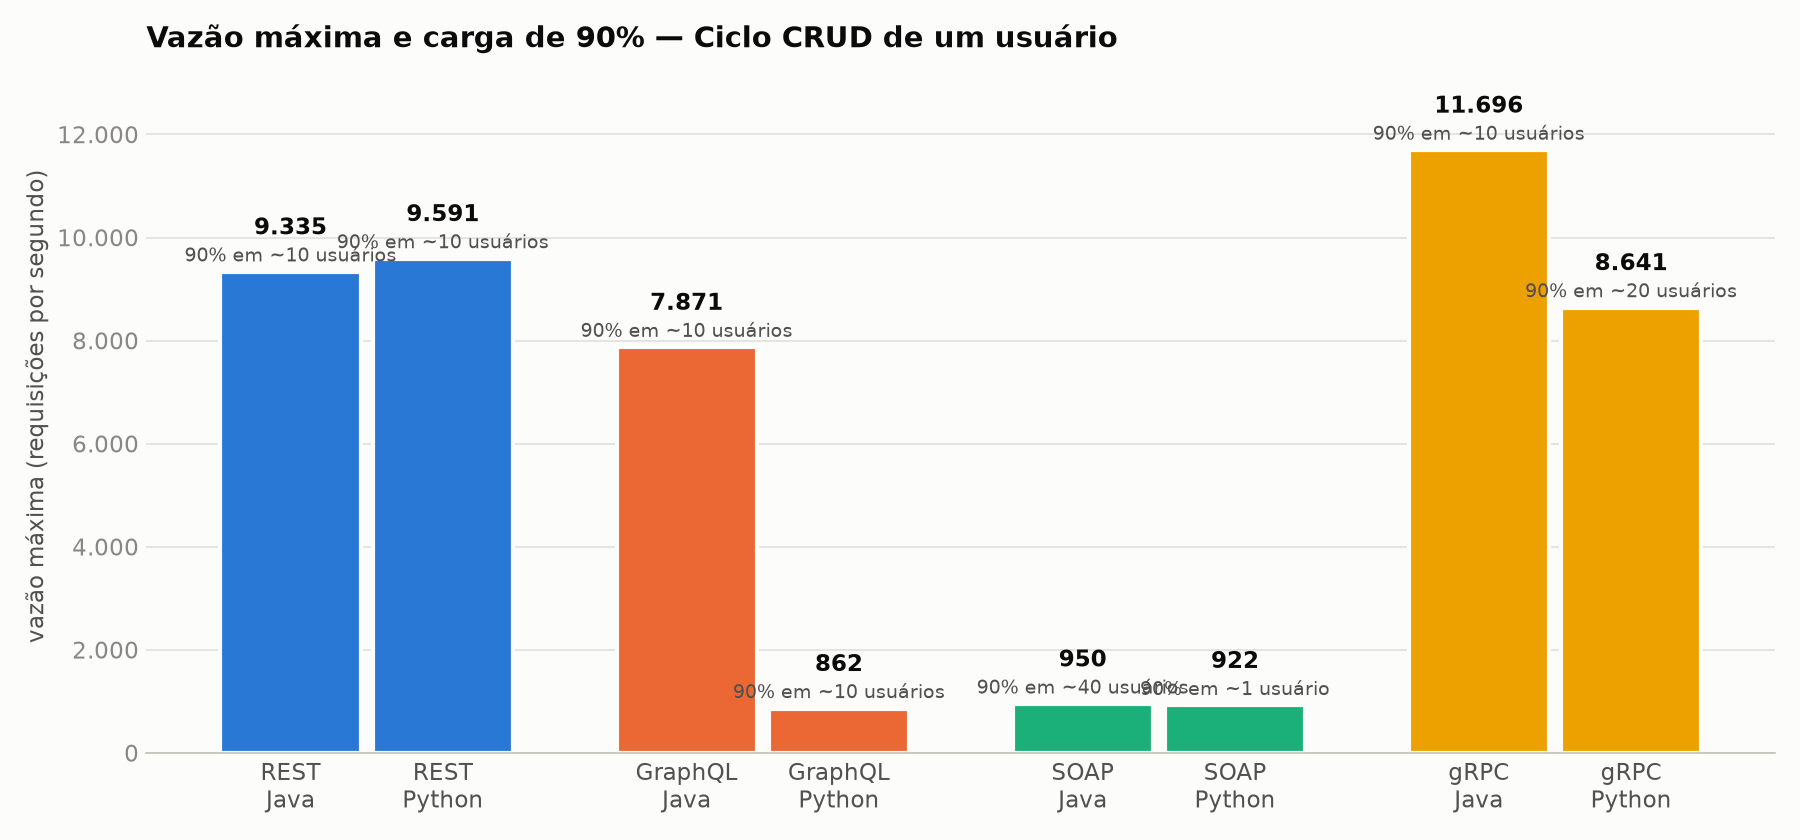 Vazão máxima e carga de 90% — Ciclo CRUD de um usuário
vazão máxima (requisições por segundo)
12.000
10.000
8.000
6.000
4.000
2.000
0
9.335
90% em ~10 usuários
9.591
90% em ~10 usuários
7.871
90% em ~10 usuários
862
90% em ~10 usuários
950
90% em ~40 usuários
922
90% em ~1 usuário
11.696
90% em ~10 usuários
8.641
90% em ~20 usuários
REST
Java
REST
Python
GraphQL
Java
GraphQL
Python
SOAP
Java
SOAP
Python
gRPC
Java
gRPC
Python